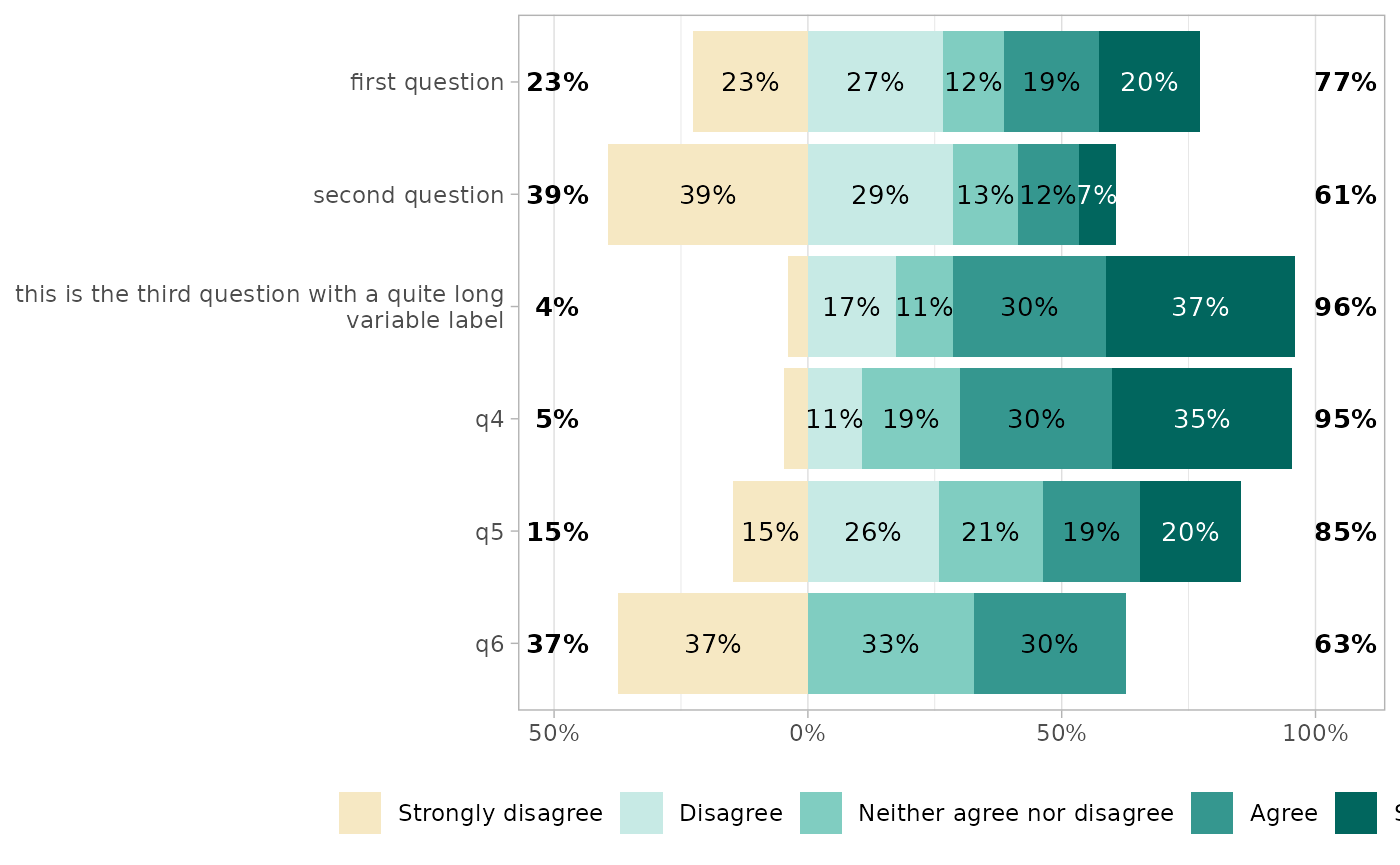 first question 23% 23% 27% 12% 19% 20% 77%
second question 39% 39% 29% 13% 12% 7% 61%
this is the third question with a quite long
variable label 4% 17% 11% 30% 37% 96%
q4 5% 11% 19% 30% 35% 95%
q5 15% 15% 26% 21% 19% 20% 85%
q6 37% 37% 33% 30% 63%
50% 0% 50% 100%
Strongly disagree Disagree Neither agree nor disagree Agree